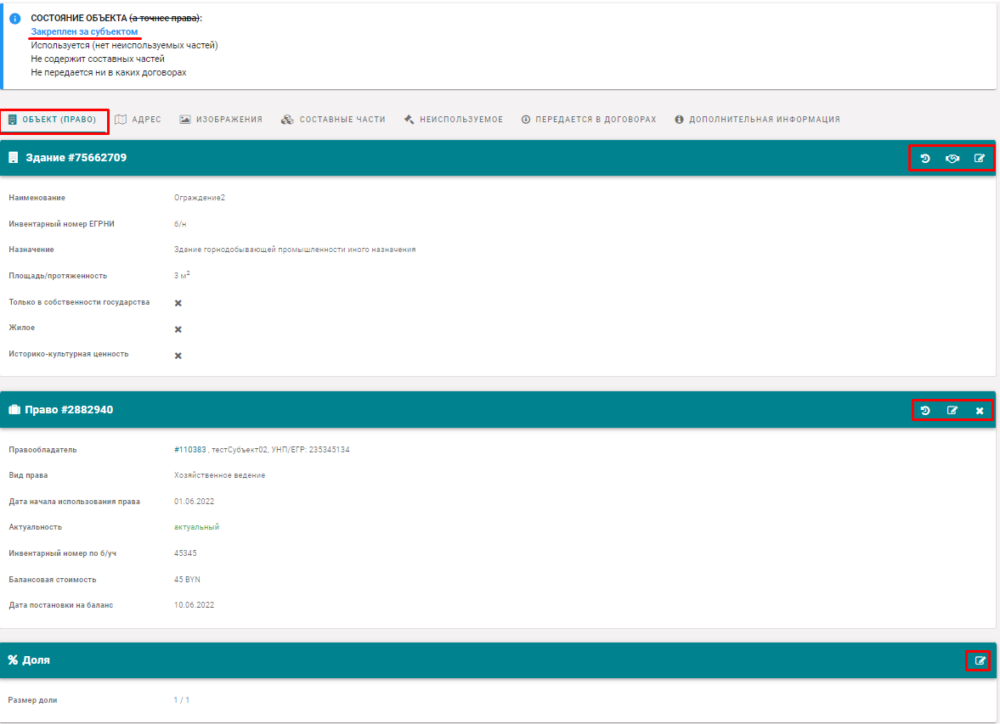 СОСТОЯНИЕ ОБЪЕКТА (а точнее права):
Закреплен за субъектом
Используется (нет неиспользуемых частей)
Не содержит составных частей
Не передается ни в каких договорах
ОБЪЕКТ (ПРАВО) АДРЕС ИЗОБРАЖЕНИЯ СОСТАВНЫЕ ЧАСТИ НЕИСПОЛЬЗУЕМОЕ ПЕРЕДАЕТСЯ В ДОГОВОРАХ ДОПОЛНИТЕЛЬНАЯ ИНФОРМАЦИЯ
Здание #75662709
Наименование Ограждение2
Инвентарный номер ЕГРНИ б/н
Назначение Здание горнодобывающей промышленности иного назначения
Площадь/протяженность 3 м²
Только в собственности государства
Жилое
Историко-культурная ценность
Право #2882940
Правообладатель #110383 , тестСубъект02, УНП/ЕГР: 235345134
Вид права Хозяйственное ведение
Дата начала использования права 01.06.2022
Актуальность актуальный
Инвентарный номер по б/уч 45345
Балансовая стоимость 45 BYN
Дата постановки на баланс 10.06.2022
% Доля
Размер доли 1 / 1